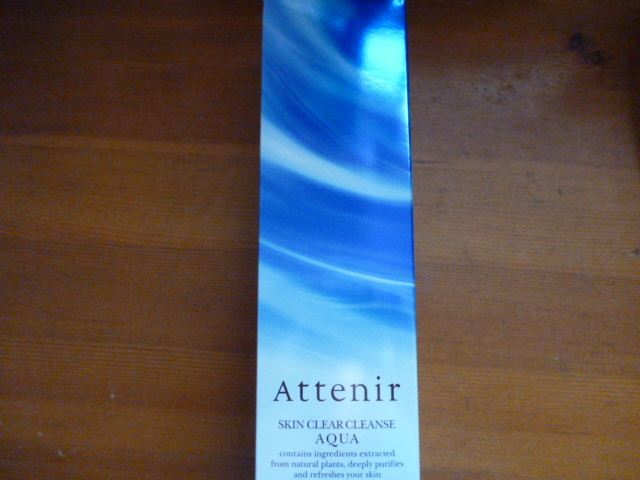 Attenir
SKIN CLEAR CLEANSE
AQUA
contains ingredients extracted
from natural plants, deeply purifies
and refreshes your skin